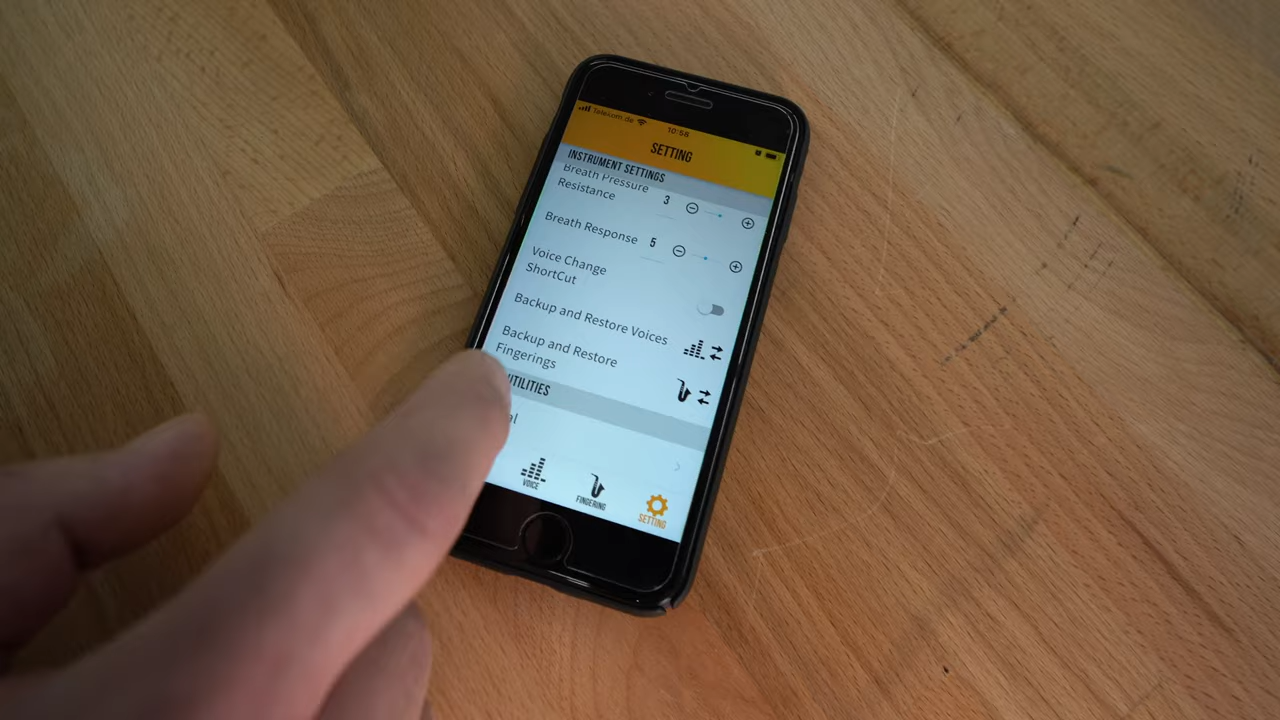 Telekom.de
10:58
SETTING
INSTRUMENT SETTINGS
Breath Pressure
Resistance
3
Breath Response
5
Voice Change
ShortCut
Backup and Restore Voices
Backup and Restore
Fingerings
UTILITIES
al
VOICE
FINGERING
SETTING